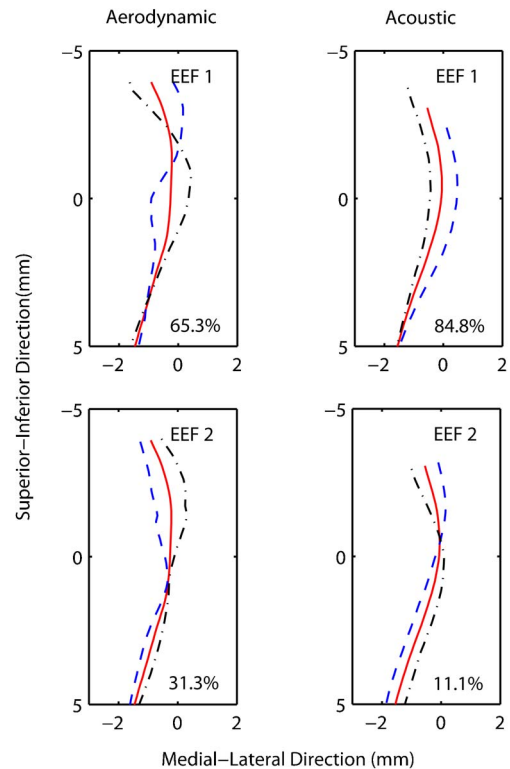 Aerodynamic
Acoustic
−5
0
5
EEF 1
65.3%
−2 0 2
−5
0
5
EEF 1
84.8%
−2 0 2
Superior−Inferior Direction(mm)
−5
0
5
EEF 2
31.3%
−2 0 2
−5
0
5
EEF 2
11.1%
−2 0 2
Medial−Lateral Direction (mm)